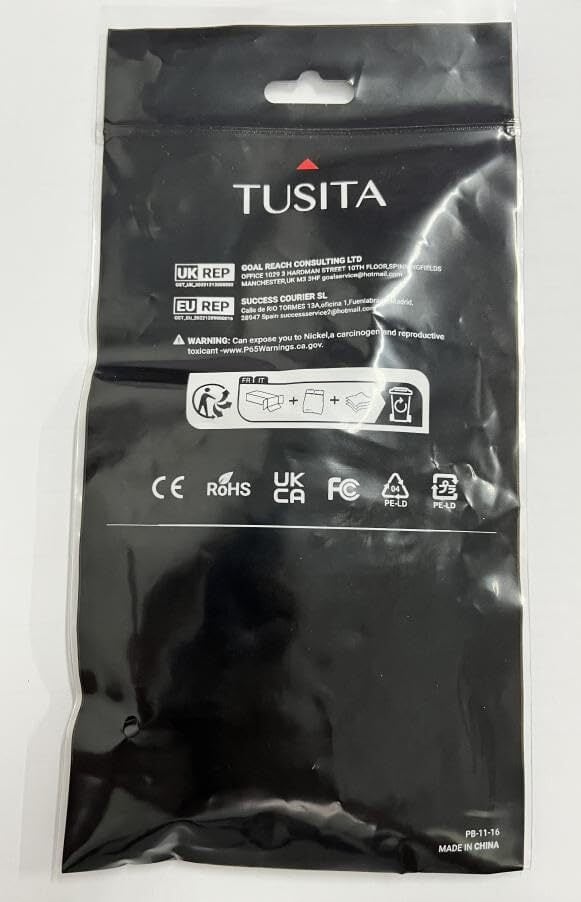 TUSITA
UK REP
GOAL REACH CONSULTING LTD
OFFICE 1029 3 HARDMAN STREET 10TH FLOOR,SPINNINGFIELDS
MANCHESTER,UK M3 3HF goalservice@hotmail.com
EU REP
SUCCESS COURIER SL
Calle de RIO TORMES 13A,oficina 1,Fuenlabrada,Madrid,
28947 Spain successservice2@hotmail.com
WARNING: Can expose you to Nickel,a carcinogen and reproductive
toxicant -www.P65Warnings.ca.gov.
FR IT
+ +
CE RoHS UK CA FC 04 PE-LD PE-LD
PB-11-16
MADE IN CHINA